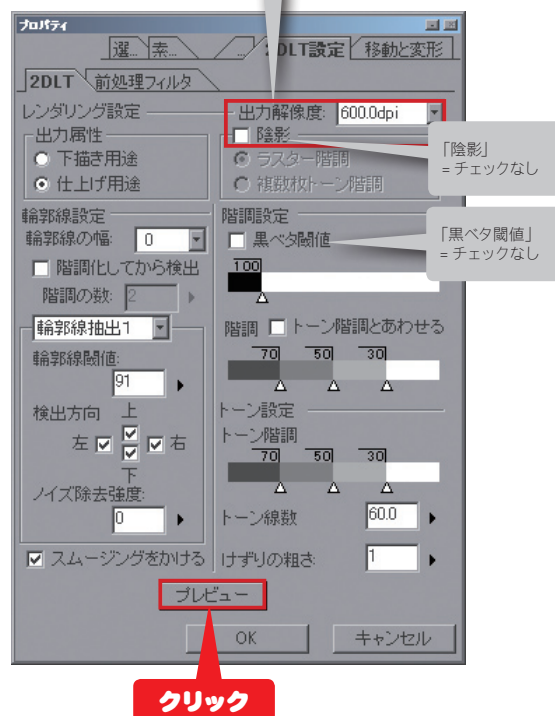 プロパティ
選... 素... .../ 2DLT設定 移動と変形
2DLT 前処理フィルタ
レンダリング設定
出力属性
下描き用途
仕上げ用途
出力解像度: 600.0dpi
陰影
ラスター階調
複数枚トーン階調
「陰影」
= チェックなし
輪郭線設定
輪郭線の幅: 0
階調化してから検出
階調の数: 2
輪郭線抽出1
輪郭線閾値:
91
検出方向 上
左 右
下
ノイズ除去強度:
0
スムージングをかける
階調設定
黒ベタ閾値
「黒ベタ閾値」
= チェックなし
100
階調 トーン階調とあわせる
70 50 30
トーン設定
トーン階調
70 50 30
トーン線数 60.0
けずりの粗さ: 1
プレビュー
OK キャンセル
クリック